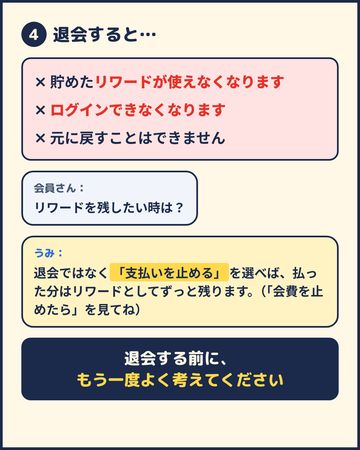 4 退会すると…
× 貯めたリワードが使えなくなります
× ログインできなくなります
× 元に戻すことはできません
会員さん：
リワードを残したい時は？
うみ：
退会ではなく「支払いを止める」を選べば、払っ
た分はリワードとしてずっと残ります。（「会費を止
めたら」を見てね）
退会する前に、
もう一度よく考えてください